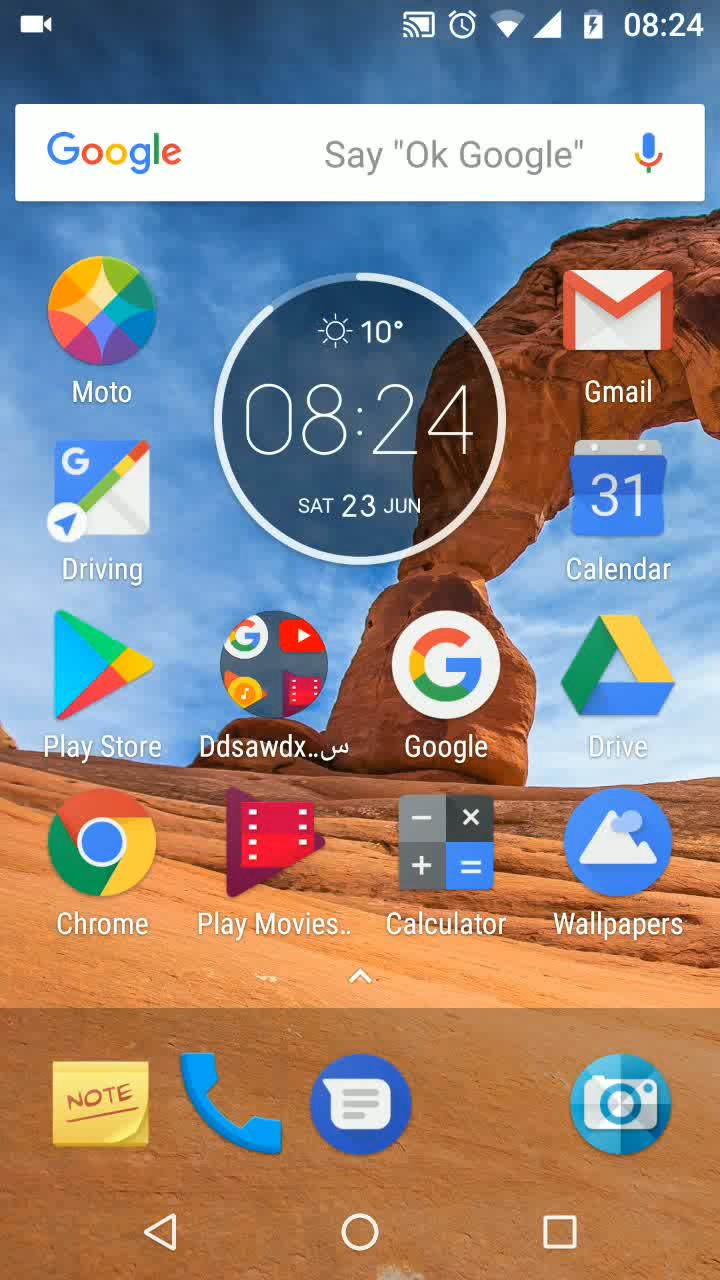 08:24
Google Say "Ok Google"
10°
08:24
SAT 23 JUN
Moto
Gmail
31
Driving
Calendar
Play Store
Ddsawdx..س
Google
Drive
Chrome
Play Movies..
Calculator
Wallpapers
NOTE